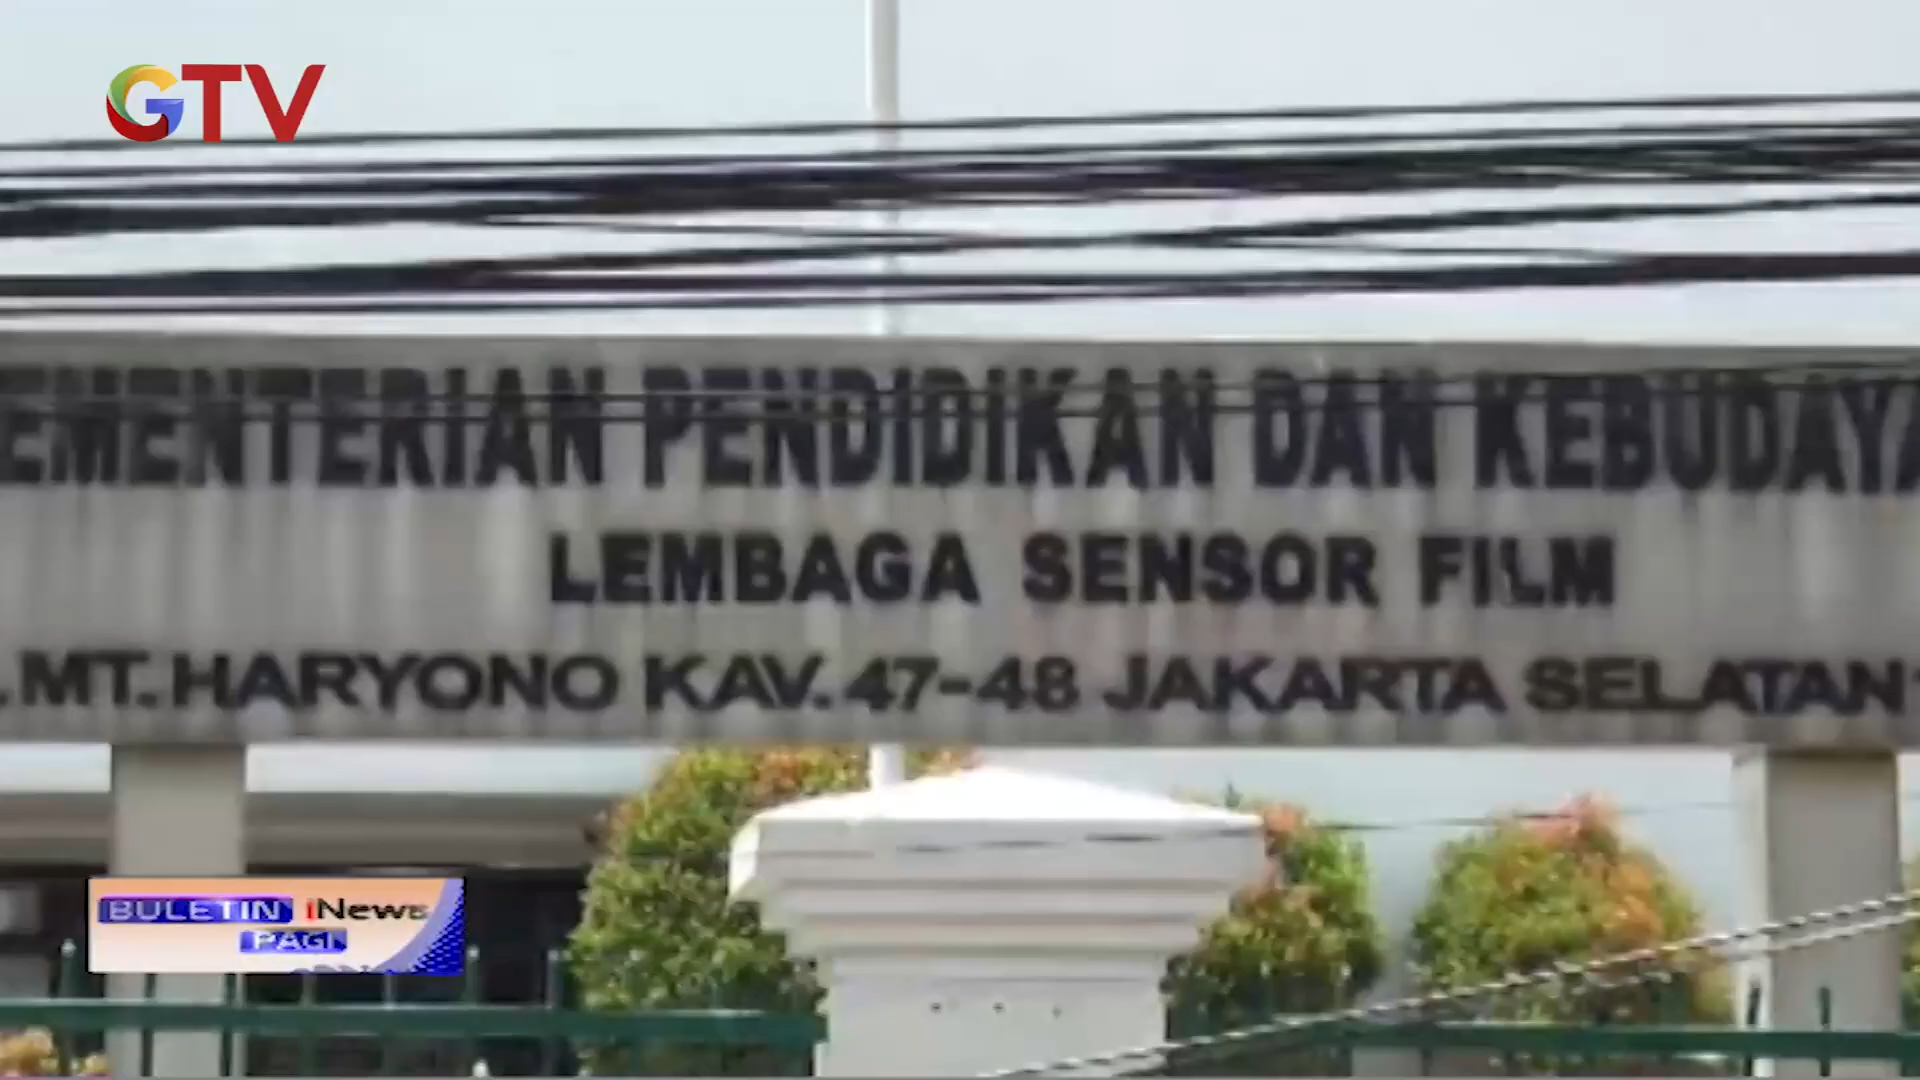 GTV
EMENTERIAN PENDIDIKAN DAN KEBUDAYA
LEMBAGA SENSOR FILM
.MT.HARYONO KAV.47-48 JAKARTA SELATAN
BULETIN iNews
PAGI